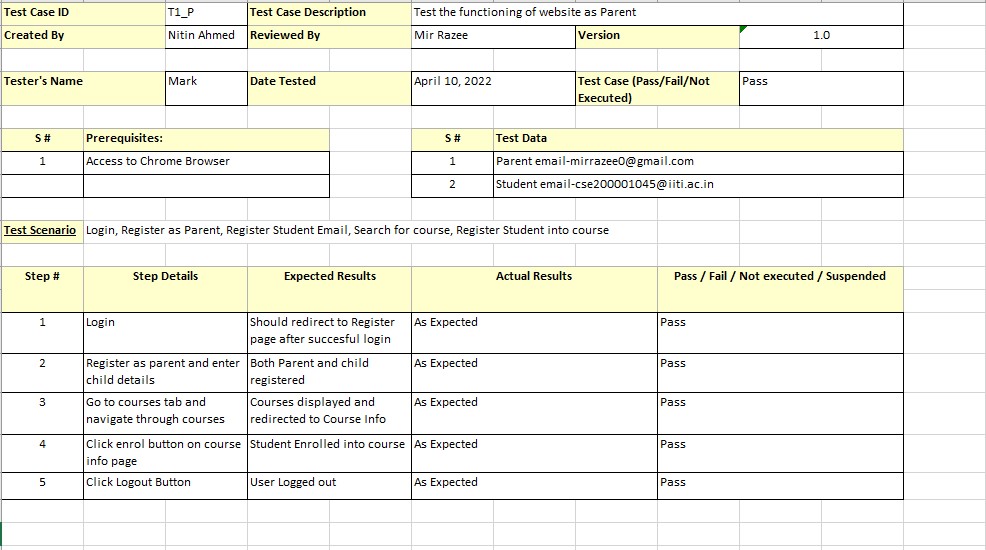 Test Case ID T1_P Test Case Description Test the functioning of website as Parent
Created By Nitin Ahmed Reviewed By Mir Razee Version 1.0
Tester's Name Mark Date Tested April 10, 2022 Test Case (Pass/Fail/Not Pass
Executed)
S # Prerequisites: S # Test Data
1 Access to Chrome Browser 1 Parent email-mirrazee0@gmail.com
2 Student email-cse200001045@iiti.ac.in
Test Scenario Login, Register as Parent, Register Student Email, Search for course, Register Student into course
Step # Step Details Expected Results Actual Results Pass / Fail / Not executed / Suspended
1 Login Should redirect to Register As Expected Pass
page after succesful login
2 Register as parent and enter Both Parent and child As Expected Pass
child details registered
3 Go to courses tab and Courses displayed and As Expected Pass
navigate through courses redirected to Course Info
4 Click enrol button on course Student Enrolled into course As Expected Pass
info page
5 Click Logout Button User Logged out As Expected Pass